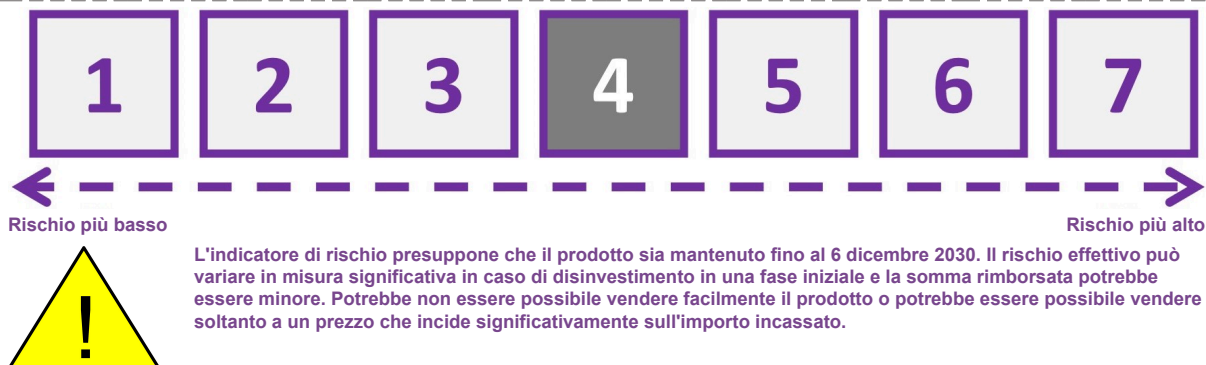 1 2 3 4 5 6 7
Rischio più basso Rischio più alto
L'indicatore di rischio presuppone che il prodotto sia mantenuto fino al 6 dicembre 2030. Il rischio effettivo può
variare in misura significativa in caso di disinvestimento in una fase iniziale e la somma rimborsata potrebbe
essere minore. Potrebbe non essere possibile vendere facilmente il prodotto o potrebbe essere possibile vendere
soltanto a un prezzo che incide significativamente sull'importo incassato.
!